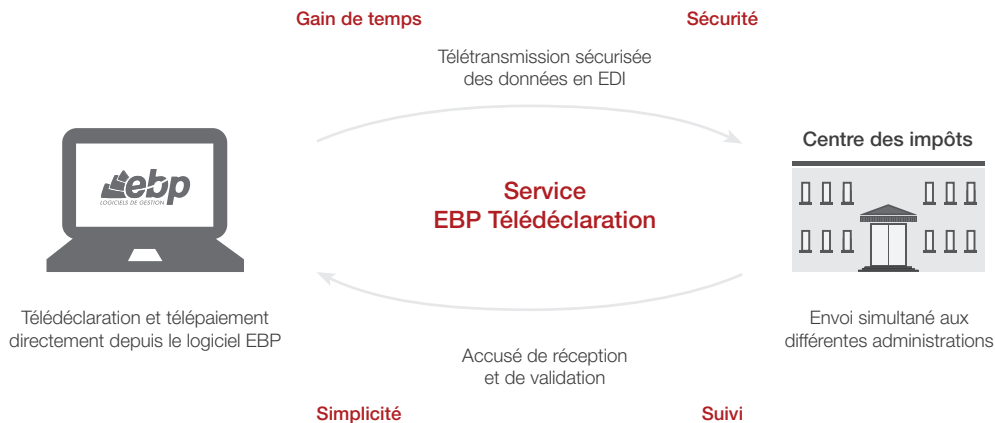 Gain de temps
Sécurité
Télétransmission sécurisée
des données en EDI
Centre des impôts
ebp
LOGICIELS DE GESTION
Service
EBP Télédéclaration
Télédéclaration et télépaiement
directement depuis le logiciel EBP
Envoi simultané aux
différentes administrations
Accusé de réception
et de validation
Simplicité
Suivi